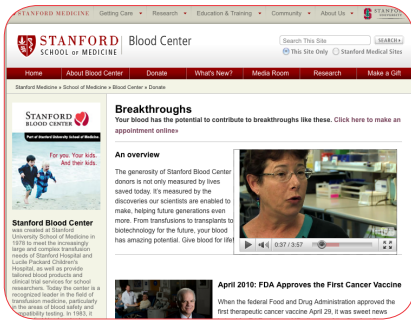 STANFORD MEDICINE Getting Care Research Education & Training Community About Us STANFORD
STANFORD SCHOOL OF MEDICINE Blood Center
Search This Site SEARCH
This Site Only Stanford Medical Sites
Home About Blood Center Donate What's New? Media Room Research Make a Gift
Stanford Medicine » School of Medicine » Blood Center » Donate
STANFORD
BLOOD CENTER
Part of Stanford University School of Medicine
For you. Your kids.
And their kids.
Stanford Blood Center
was created at Stanford
University School of Medicine in
1978 to meet the increasingly
large and complex transfusion
needs of Stanford Hospital and
Lucile Packard Children's
Hospital, as well as provide
tailored blood products and
clinical trial services for school
researchers. Today the center is a
recognized leader in the field of
transfusion medicine, particularly
in the areas of blood safety and
compatibility testing. In 1983, it
Breakthroughs
Your blood has the potential to contribute to breakthroughs like these. Click here to make an
appointment online»
An overview
The generosity of Stanford Blood Center
donors is not only measured by lives
saved today. It's measured by the
discoveries our scientists are enabled to
make, helping future generations even
more. From transfusions to transplants to
biotechnology for the future, your blood
has amazing potential. Give blood for life!
0:37 / 3:57
April 2010: FDA Approves the First Cancer Vaccine
When the federal Food and Drug Administration approved the
first therapeutic cancer vaccine April 29, it was sweet news